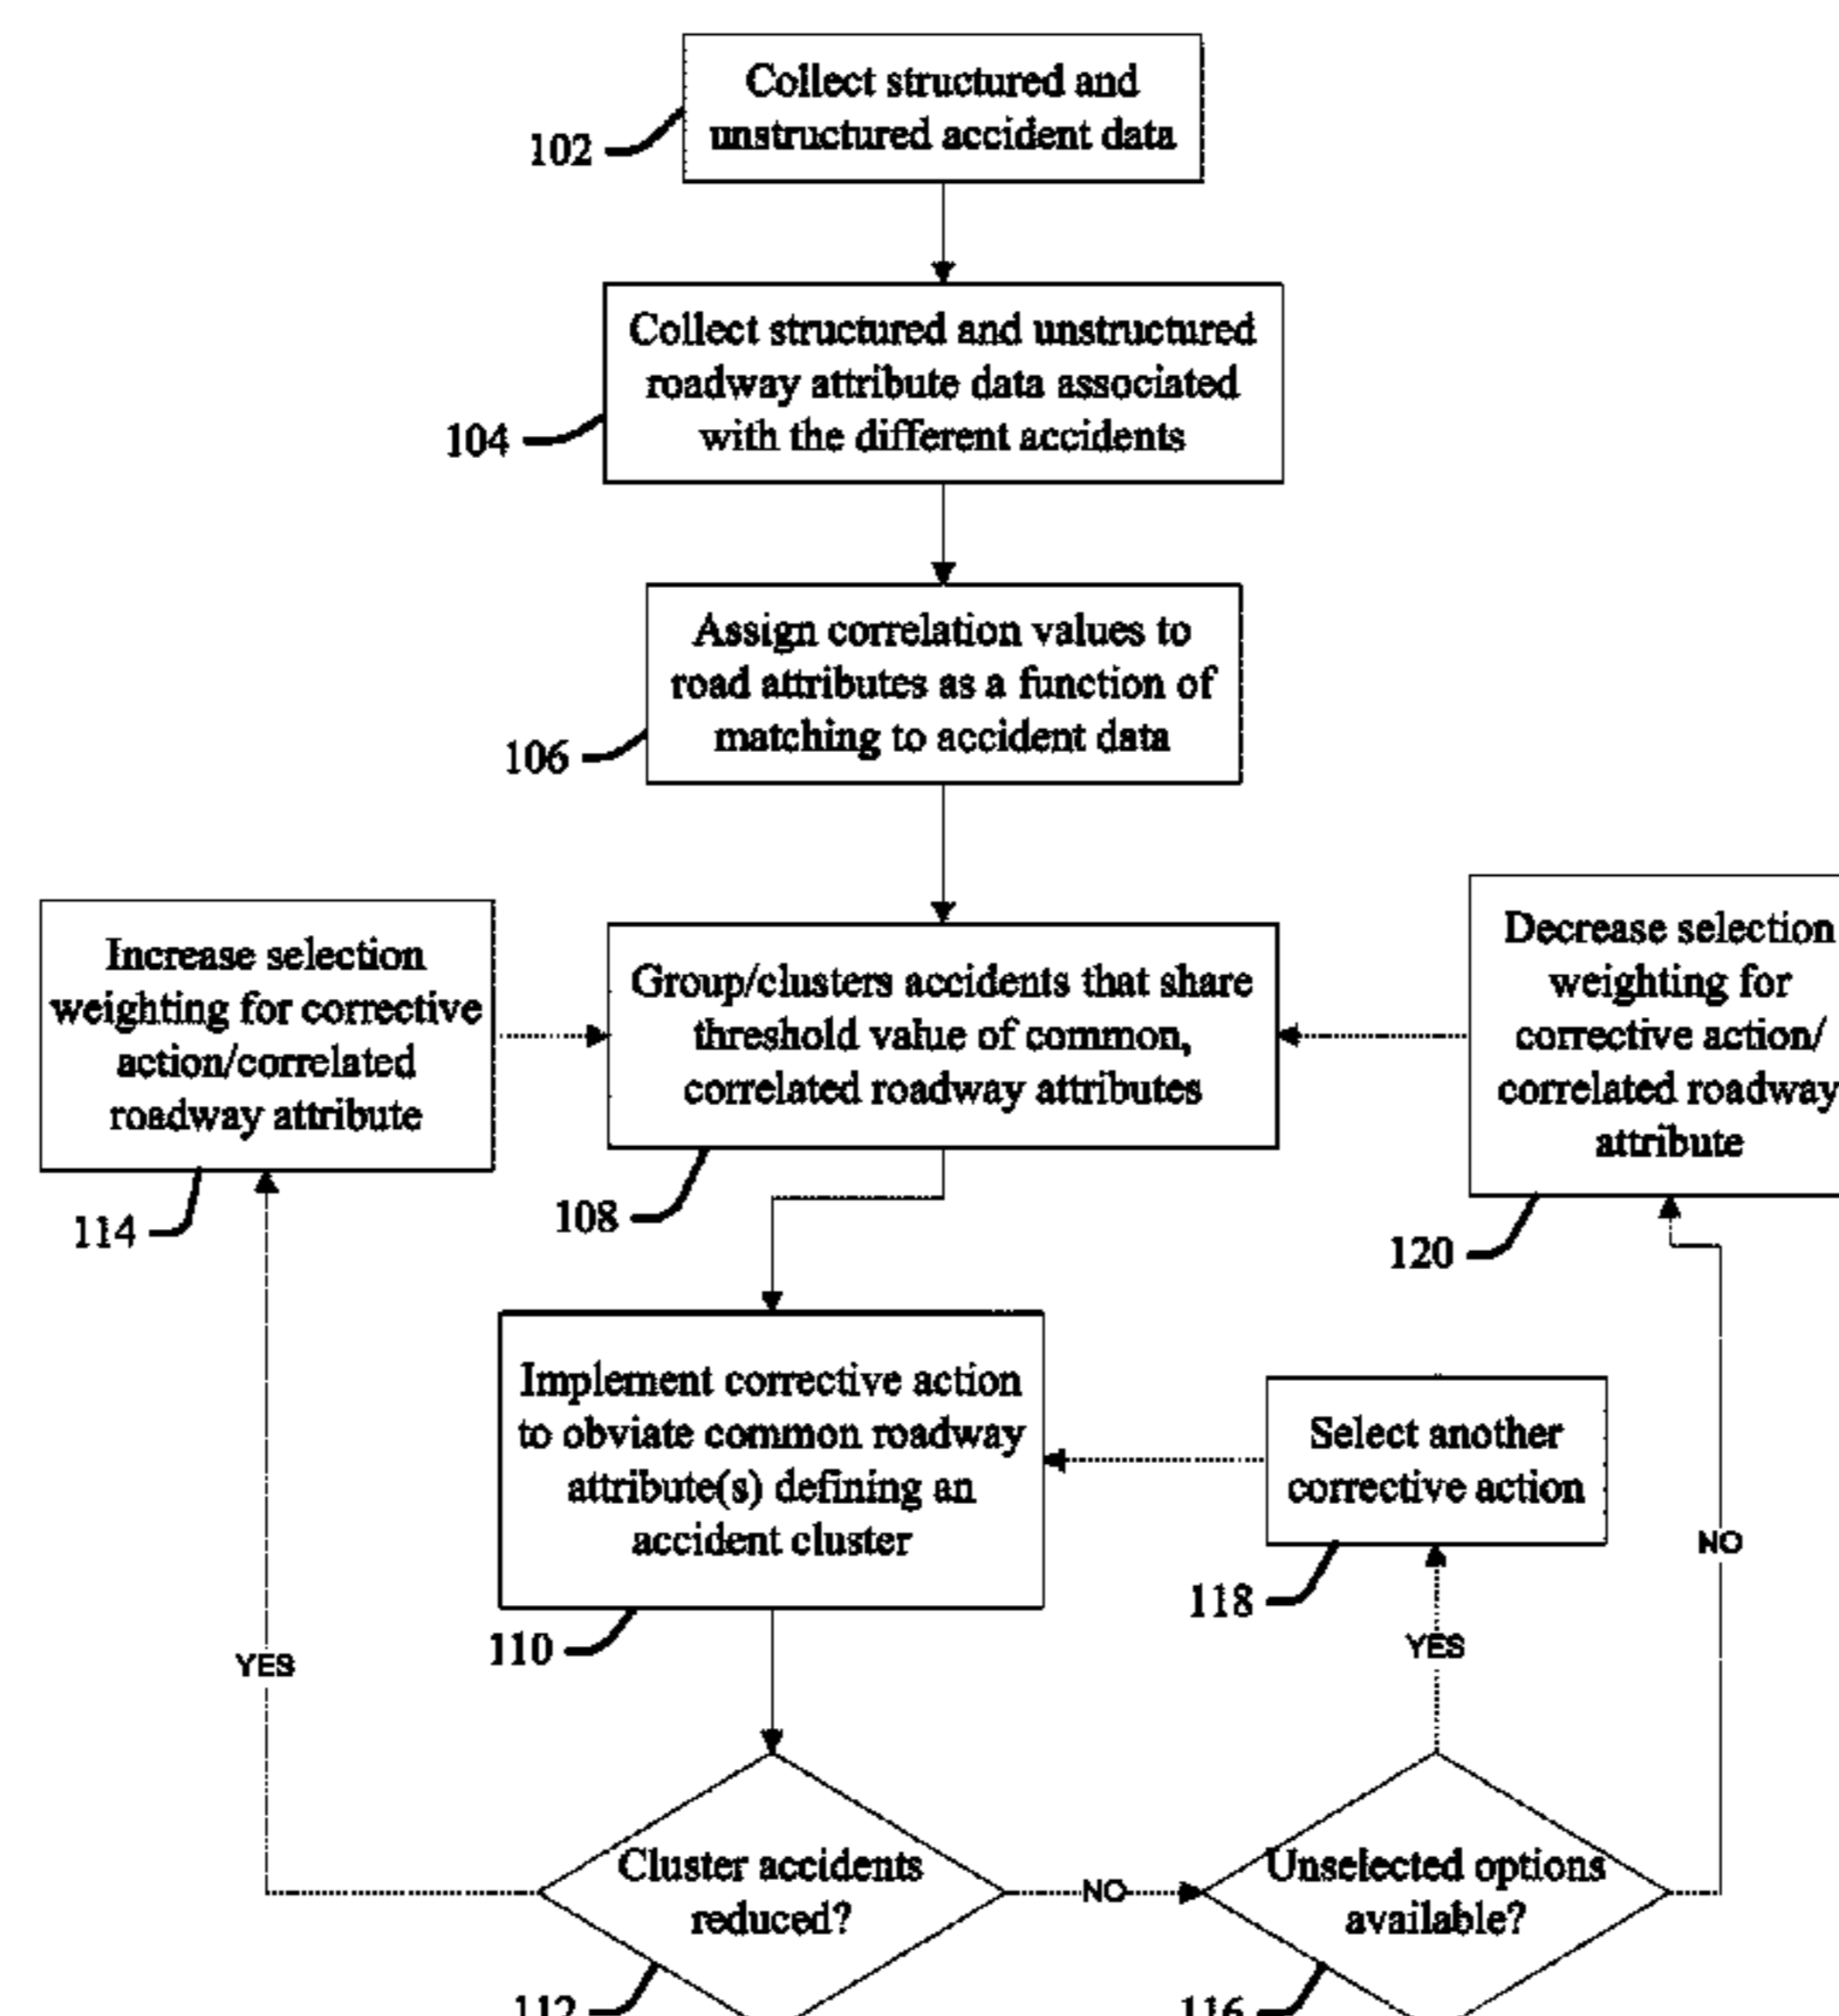 Collect structured and
unstructured accident data
102
Collect structured and unstructured
roadway attribute data associated
with the different accidents
104
Assign correlation values to
road attributes as a function of
matching to accident data
106
Increase selection
weighting for corrective
action/correlated
roadway attribute
114
Group/clusters accidents that share
threshold value of common,
correlated roadway attributes
108
Decrease selection
weighting for
corrective action/
correlated roadway
attribute
120
Implement corrective action
to obviate common roadway
attribute(s) defining an
accident cluster
110
Select another
corrective action
118
NO
YES
YES
Cluster accidents
reduced?
NO
Unselected options
available?
112
116